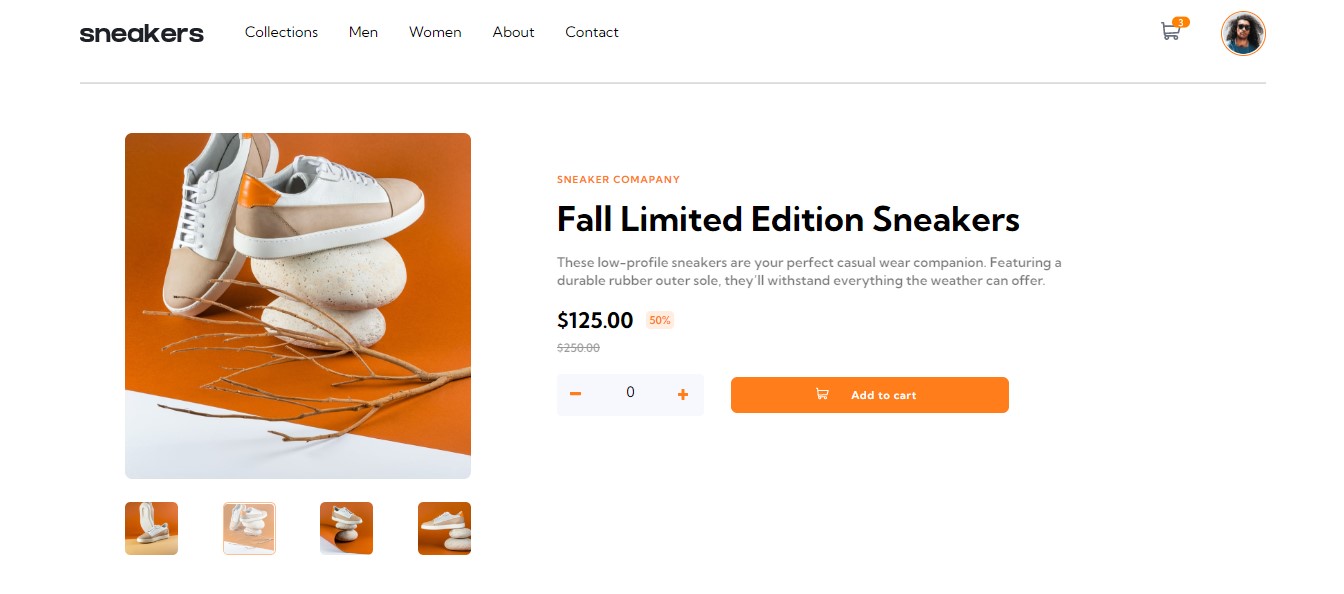 sneakers Collections Men Women About Contact 3
SNEAKER COMAPANY
Fall Limited Edition Sneakers
These low-profile sneakers are your perfect casual wear companion. Featuring a
durable rubber outer sole, they'll withstand everything the weather can offer.
$125.00 50%
$250.00
0 Add to cart